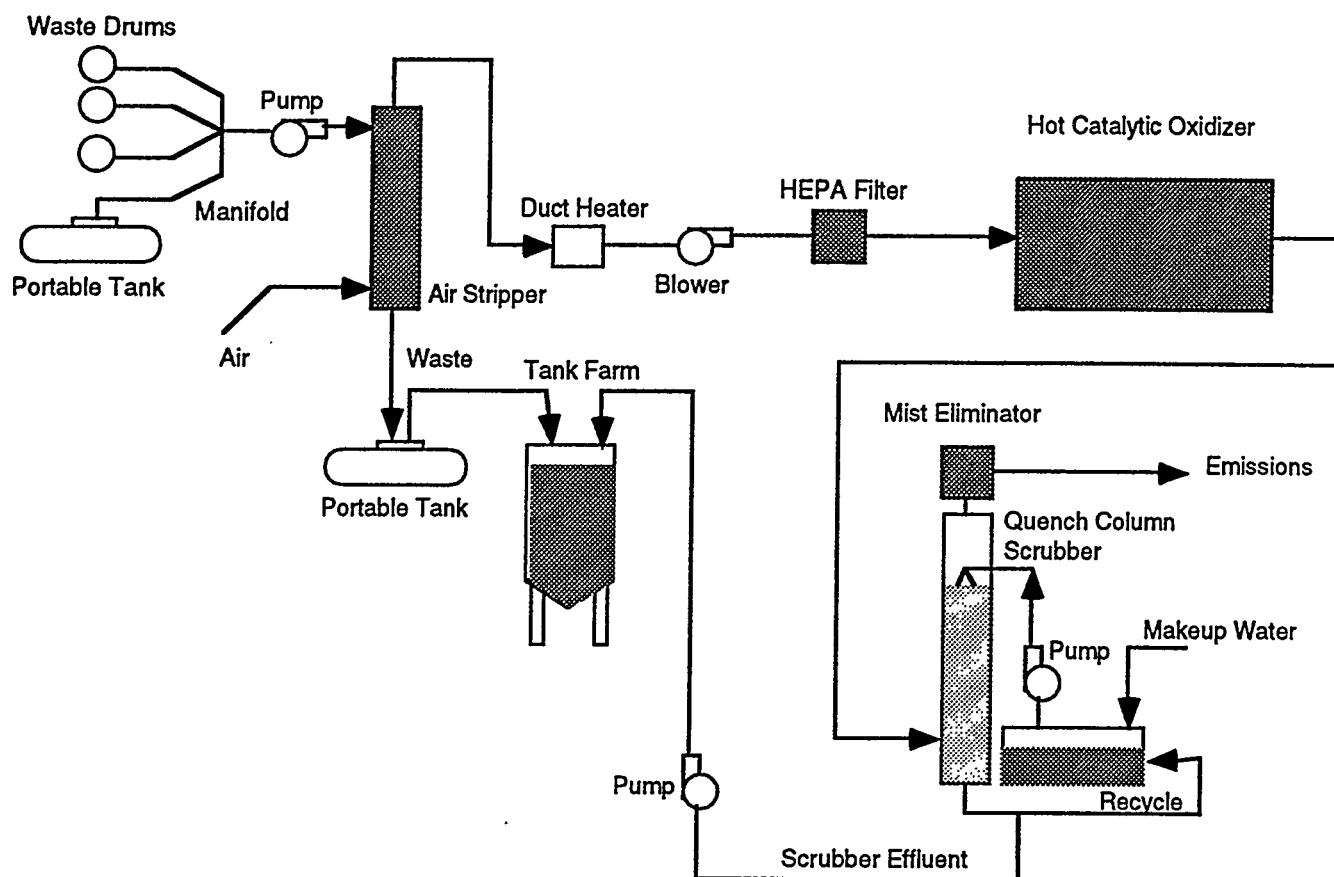 Waste Drums
Pump
Hot Catalytic Oxidizer
HEPA Filter
Manifold
Duct Heater
Portable Tank
Blower
Air Stripper
Air
Waste
Tank Farm
Mist Eliminator
Emissions
Portable Tank
Quench Column
Scrubber
Makeup Water
Pump
Pump
Recycle
Scrubber Effluent